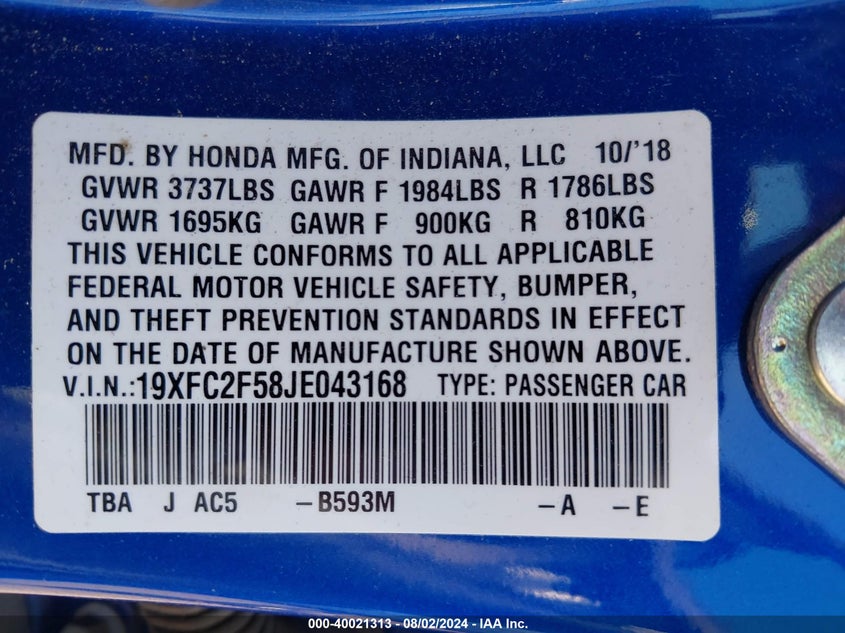 MFD. BY HONDA MFG. OF INDIANA, LLC 10/'18
GVWR 3737LBS GAWR F 1984LBS R 1786LBS
GVWR 1695KG GAWR F 900KG R 810KG
THIS VEHICLE CONFORMS TO ALL APPLICABLE
FEDERAL MOTOR VEHICLE SAFETY, BUMPER,
AND THEFT PREVENTION STANDARDS IN EFFECT
ON THE DATE OF MANUFACTURE SHOWN ABOVE.
V.I.N.:19XFC2F58JE043168 TYPE: PASSENGER CAR
TBA J AC5 –B593M –A –E
000-40021313 - 08/02/2024 - IAA Inc.